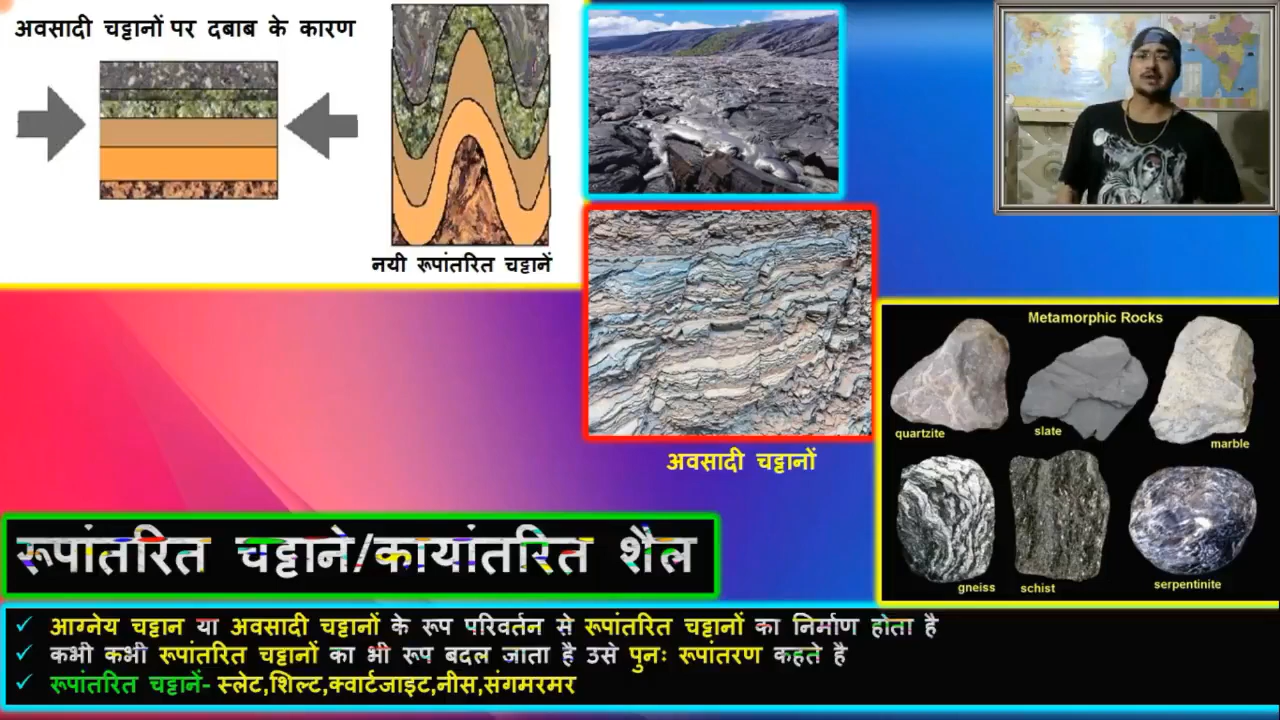 अवसादी चट्टानों पर दबाब के कारण
नयी रूपांतरित चट्टानें
अवसादी चट्टानों
Metamorphic Rocks
quartzite
slate
marble
gneiss
schist
serpentinite
रूपांतरित चट्टाने/कायांतरित शैल
आग्नेय चट्टान या अवसादी चट्टानों के रूप परिवर्तन से रूपांतरित चट्टानों का निर्माण होता है
कभी कभी रूपांतरित चट्टानों का भी रूप बदल जाता है उसे पुनः रूपांतरण कहते है
रूपांतरित चट्टानें- स्लेट,शिल्ट,क्वार्टजाइट,नीस,संगमरमर